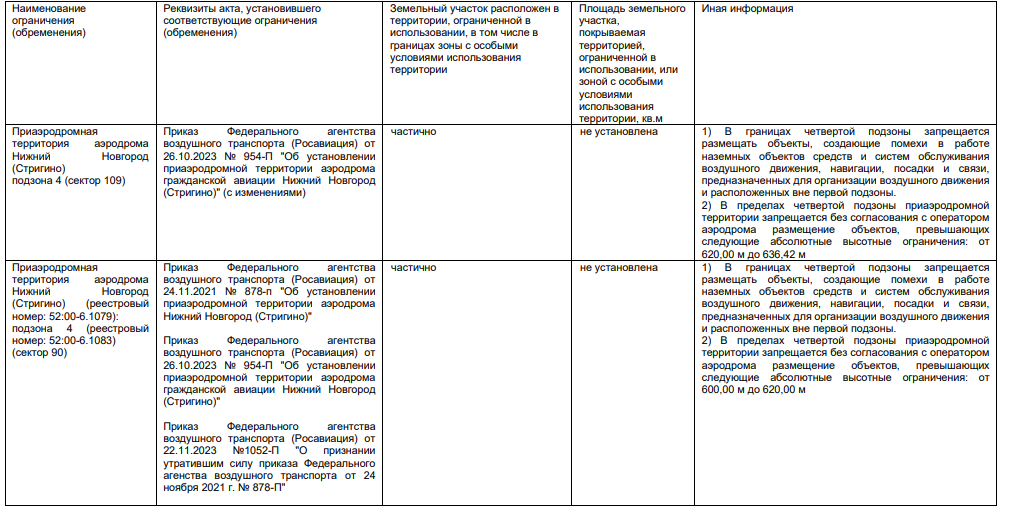 Наименование
ограничения
(обременения)
Реквизиты акта, установившего
соответствующие ограничения
(обременения)
Земельный участок расположен в
территории, ограниченной в
использовании, в том числе в
границах зоны с особыми
условиями использования
территории
Площадь земельного
участка,
покрываемая
территорией,
ограниченной в
использовании, или
зоной с особыми
условиями
использования
территории, кв.м
Иная информация
Приаэродромная
территория аэродрома
Нижний Новгород
(Стригино)
подзона 4 (сектор 109)
Приказ Федерального агентства
воздушного транспорта (Росавиация) от
26.10.2023 № 954-П "Об установлении
приаэродромной территории аэродрома
гражданской авиации Нижний Новгород
(Стригино)" (с изменениями)
частично
не установлена
1) В границах четвертой подзоны запрещается
размещать объекты, создающие помехи в работе
наземных объектов средств и систем обслуживания
воздушного движения, навигации, посадки и связи,
предназначенных для организации воздушного движения
и расположенных вне первой подзоны.
2) В пределах четвертой подзоны приаэродромной
территории запрещается без согласования с оператором
аэродрома размещение объектов, превышающих
следующие абсолютные высотные ограничения: от
620,00 м до 636,42 м
Приаэродромная
территория аэродрома
Нижний Новгород
(Стригино) (реестровый
номер: 52:00-6.1079):
подзона 4 (реестровый
номер: 52:00-6.1083)
(сектор 90)
Приказ Федерального агентства
воздушного транспорта (Росавиация) от
24.11.2021 № 878-п "Об установлении
приаэродромной территории аэродрома
Нижний Новгород (Стригино)"
Приказ Федерального агентства
воздушного транспорта (Росавиация) от
26.10.2023 № 954-П "Об установлении
приаэродромной территории аэродрома
гражданской авиации Нижний Новгород
(Стригино)"
Приказ Федерального агентства
воздушного транспорта (Росавиация) от
22.11.2023 №1052-П "О признании
утратившим силу приказа Федерального
агенства воздушного транспорта от 24
ноября 2021 г. № 878-П"
частично
не установлена
1) В границах четвертой подзоны запрещается
размещать объекты, создающие помехи в работе
наземных объектов средств и систем обслуживания
воздушного движения, навигации, посадки и связи,
предназначенных для организации воздушного движения
и расположенных вне первой подзоны.
2) В пределах четвертой подзоны приаэродромной
территории запрещается без согласования с оператором
аэродрома размещение объектов, превышающих
следующие абсолютные высотные ограничения: от
600,00 м до 620,00 м